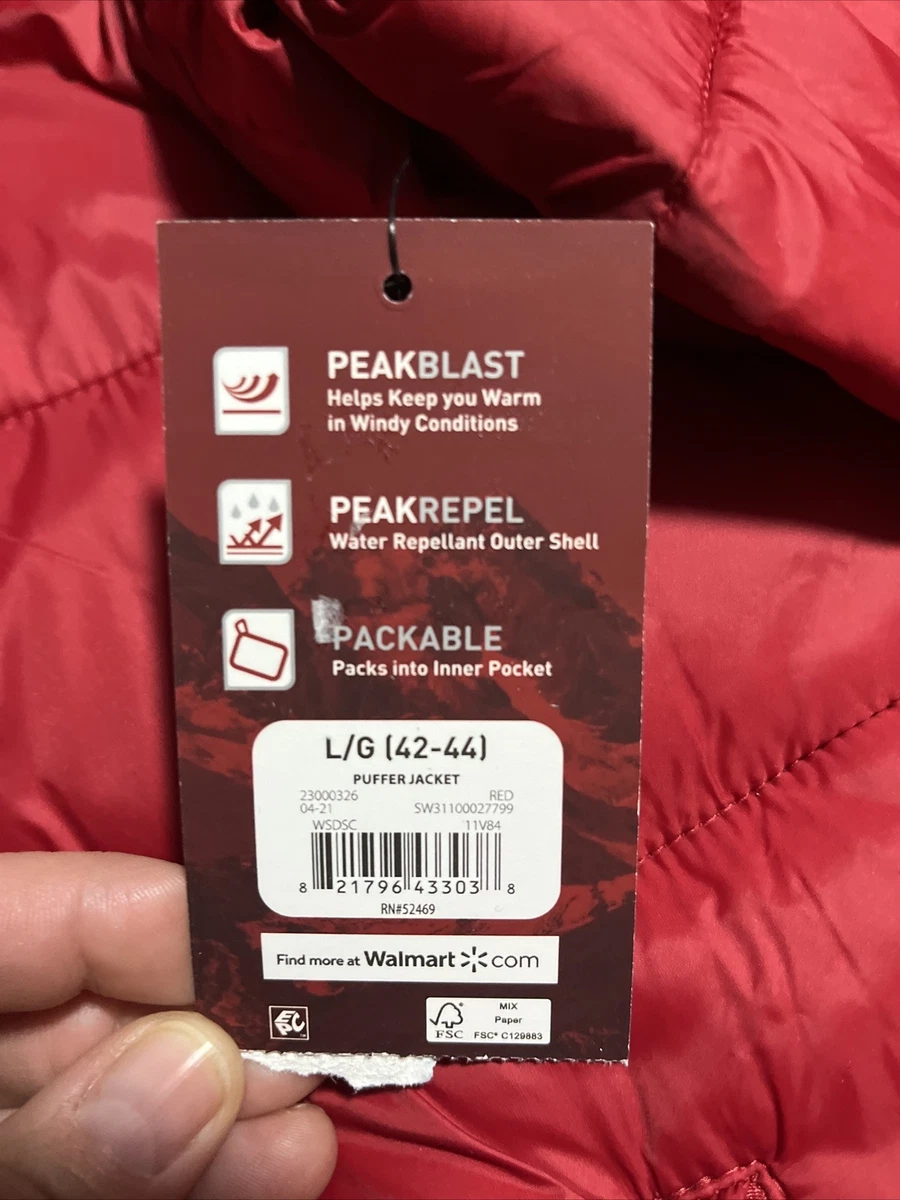 PEAKBLAST
Helps Keep you Warm
in Windy Conditions
PEAKREPEL
Water Repellant Outer Shell
PACKABLE
Packs into Inner Pocket
L/G (42-44)
PUFFER JACKET
23000326 RED
04-21 SW31100027799
WSDSC 11V84
8 21796 43303 8
RN#52469
Find more at Walmart com
EPC
FSC
MIX
Paper
FSC® C129883